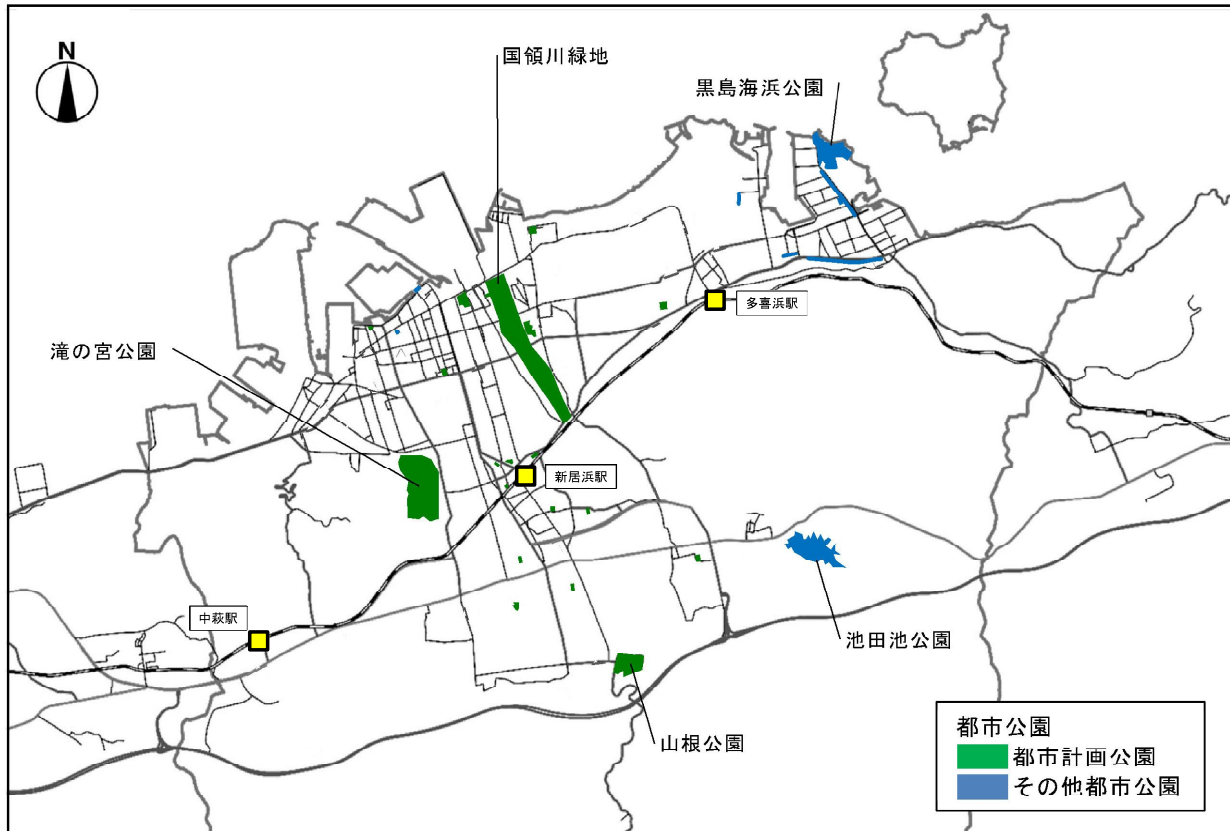 N
国領川緑地
黒島海浜公園
多喜浜駅
滝の宮公園
新居浜駅
中萩駅
池田池公園
山根公園
都市公園
都市計画公園
その他都市公園